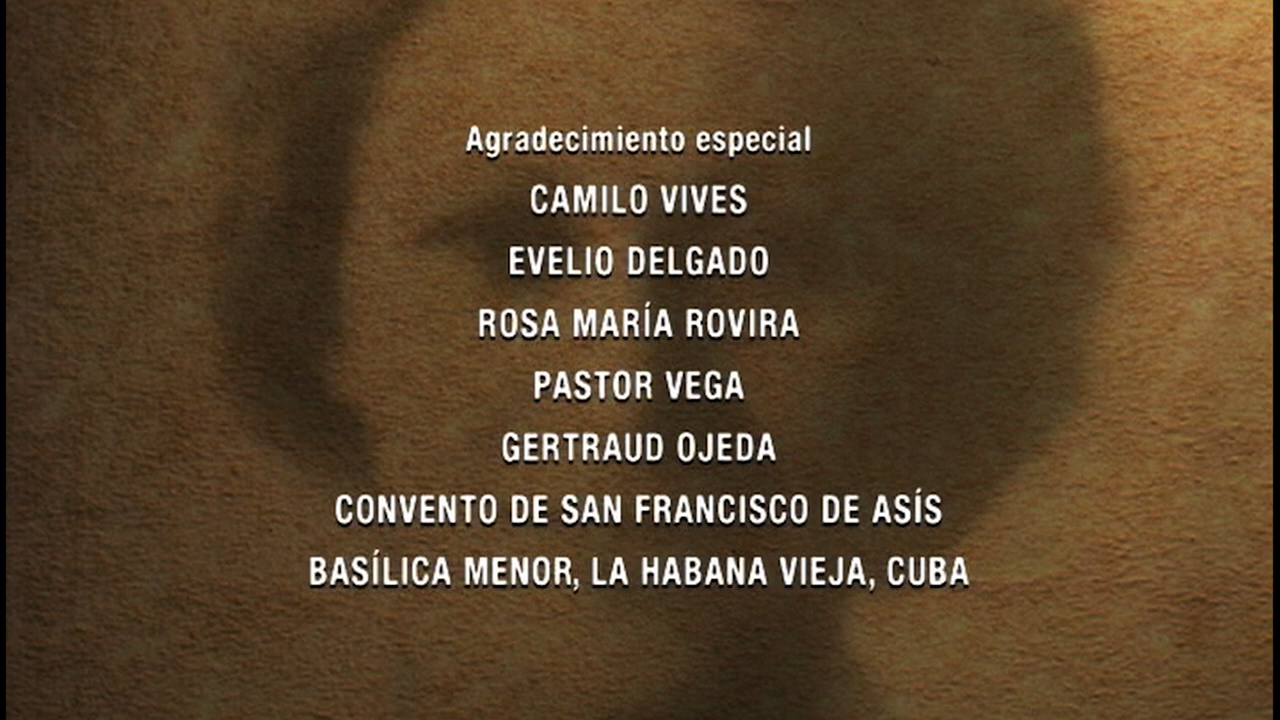 Agradecimiento especial
CAMILO VIVES
EVELIO DELGADO
ROSA MARÍA ROVIRA
PASTOR VEGA
GERTRAUD OJEDA
CONVENTO DE SAN FRANCISCO DE ASÍS
BASÍLICA MENOR, LA HABANA VIEJA, CUBA